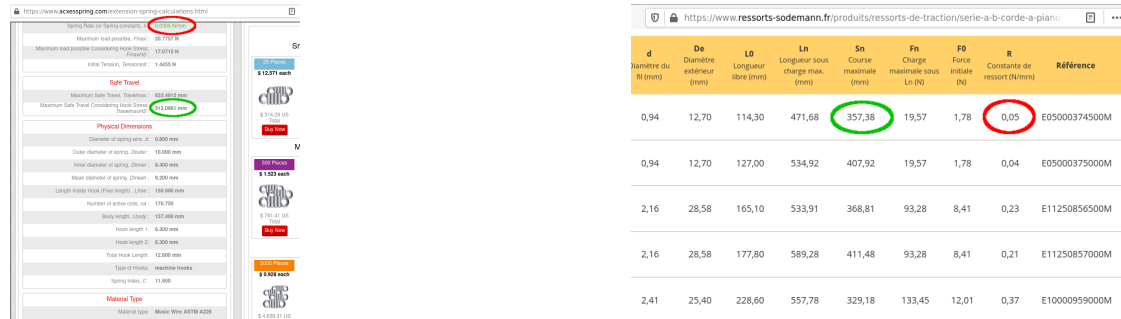 https://www.acxesspring.com/extension-spring-calculations.html
Spring Rate (or Spring constant), k : 0.0305 N/mm
Maximum load possible, Fmax : 20.7757 N
Maximum load possible Considering Hook Stress, FmaxHS : 17.0715 N
Initial Tension, Tensioninit : 1.4455 N
Safe Travel
Maximum Safe Travel, Travelmax : 633.4915 mm
Maximum Safe Travel Considering Hook Stress, TravelmaxHS : 512.0981 mm
Physical Dimensions
Diameter of spring wire, d : 0.800 mm
Outer diameter of spring, Douter : 10.000 mm
Inner diameter of spring, Dinner : 8.400 mm
Mean diameter of spring, Dmean : 9.200 mm
Length Inside Hook (Free length) , Lfree : 150.000 mm
Number of active coils, na : 170.750
Body length, Lbody : 137.400 mm
Hook length 1: 6.300 mm
Hook length 2: 6.300 mm
Total Hook Length: 12.600 mm
Type of Hooks: machine hooks
Spring index, C : 11.500
Material Type
Material type: Music Wire ASTM A228
25 Pieces
$ 12.571 each
$ 314.28 US
Total
Buy Now
500 Pieces
$ 1.523 each
$ 761.41 US
Total
Buy Now
5000 Pieces
$ 0.928 each
$ 4,639.31 US
https://www.ressorts-sodemann.fr/produits/ressorts-de-traction/serie-a-b-corde-a-piano
d Diamètre du fil (mm) De Diamètre extérieur (mm) L0 Longueur libre (mm) Ln Longueur sous charge max. (mm) Sn Course maximale (mm) Fn Charge maximale sous Ln (N) F0 Force initiale (N) R Constante de ressort (N/mm) Référence
0,94 12,70 114,30 471,68 357,38 19,57 1,78 0,05 E05000374500M
0,94 12,70 127,00 534,92 407,92 19,57 1,78 0,04 E05000375000M
2,16 28,58 165,10 533,91 368,81 93,28 8,41 0,23 E11250856500M
2,16 28,58 177,80 589,28 411,48 93,28 8,41 0,21 E11250857000M
2,41 25,40 228,60 557,78 329,18 133,45 12,01 0,37 E10000959000M